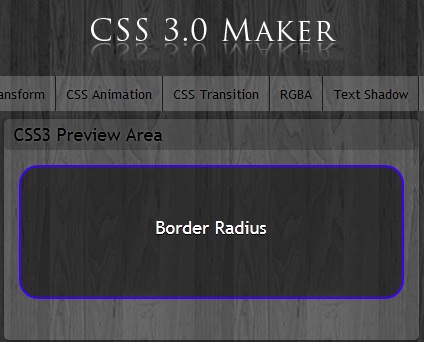 CSS 3.0 Maker
ansform CSS Animation CSS Transition RGBA Text Shadow
CSS3 Preview Area
Border Radius